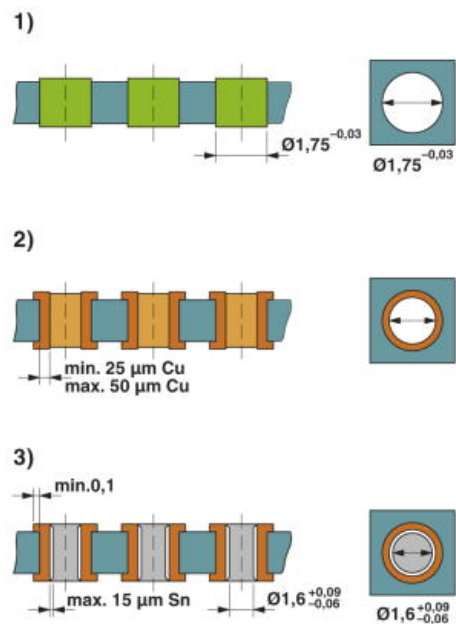 1)
Ø1,75 -0,03
Ø1,75 -0,03
2)
min. 25 µm Cu
max. 50 µm Cu
3)
min.0,1
max. 15 µm Sn
Ø1,6 +0,09 -0,06
Ø1,6 +0,09 -0,06